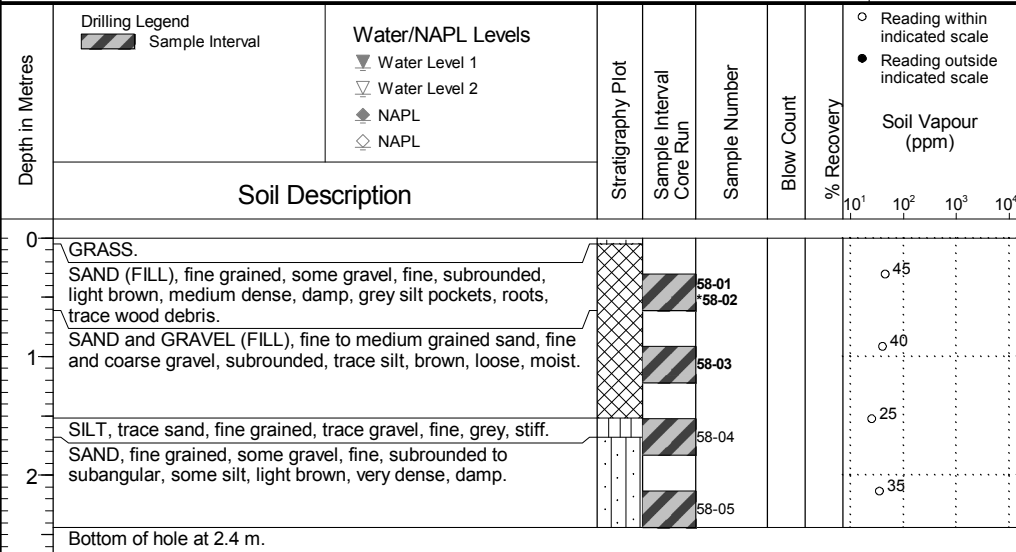 Drilling Legend
Sample Interval
Water/NAPL Levels
Water Level 1
Water Level 2
NAPL
NAPL
Depth in Metres
Soil Description
Stratigraphy Plot
Sample Interval
Core Run
Sample Number
Blow Count
% Recovery
Reading within
indicated scale
Reading outside
indicated scale
Soil Vapour
(ppm)
10¹ 10² 10³ 10⁴
0
GRASS.
SAND (FILL), fine grained, some gravel, fine, subrounded,
light brown, medium dense, damp, grey silt pockets, roots,
trace wood debris.
58-01
*58-02
45
SAND and GRAVEL (FILL), fine to medium grained sand, fine
and coarse gravel, subrounded, trace silt, brown, loose, moist.
1
58-03
40
SILT, trace sand, fine grained, trace gravel, fine, grey, stiff.
58-04
25
SAND, fine grained, some gravel, fine, subrounded to
subangular, some silt, light brown, very dense, damp.
2
58-05
35
Bottom of hole at 2.4 m.